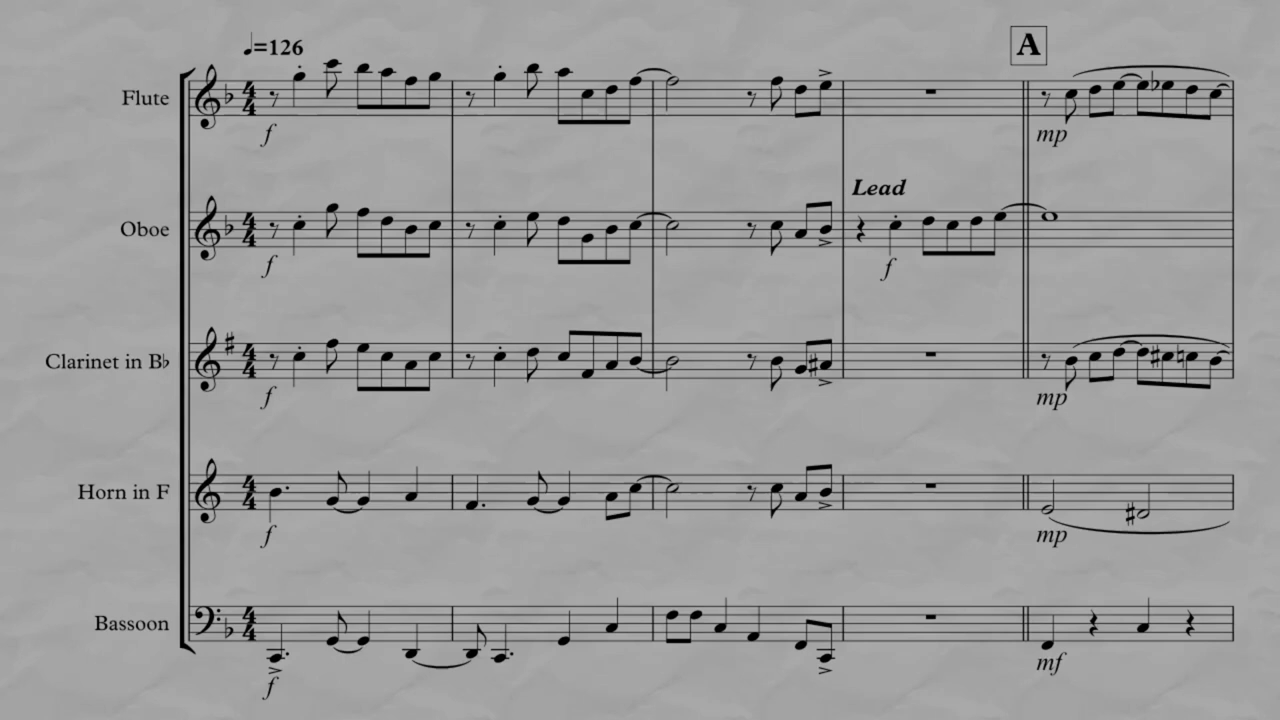 ♩=126
A
Flute
f
mp
Lead
Oboe
f
f
Clarinet in B♭
f
mp
Horn in F
f
mp
Bassoon
f
mf